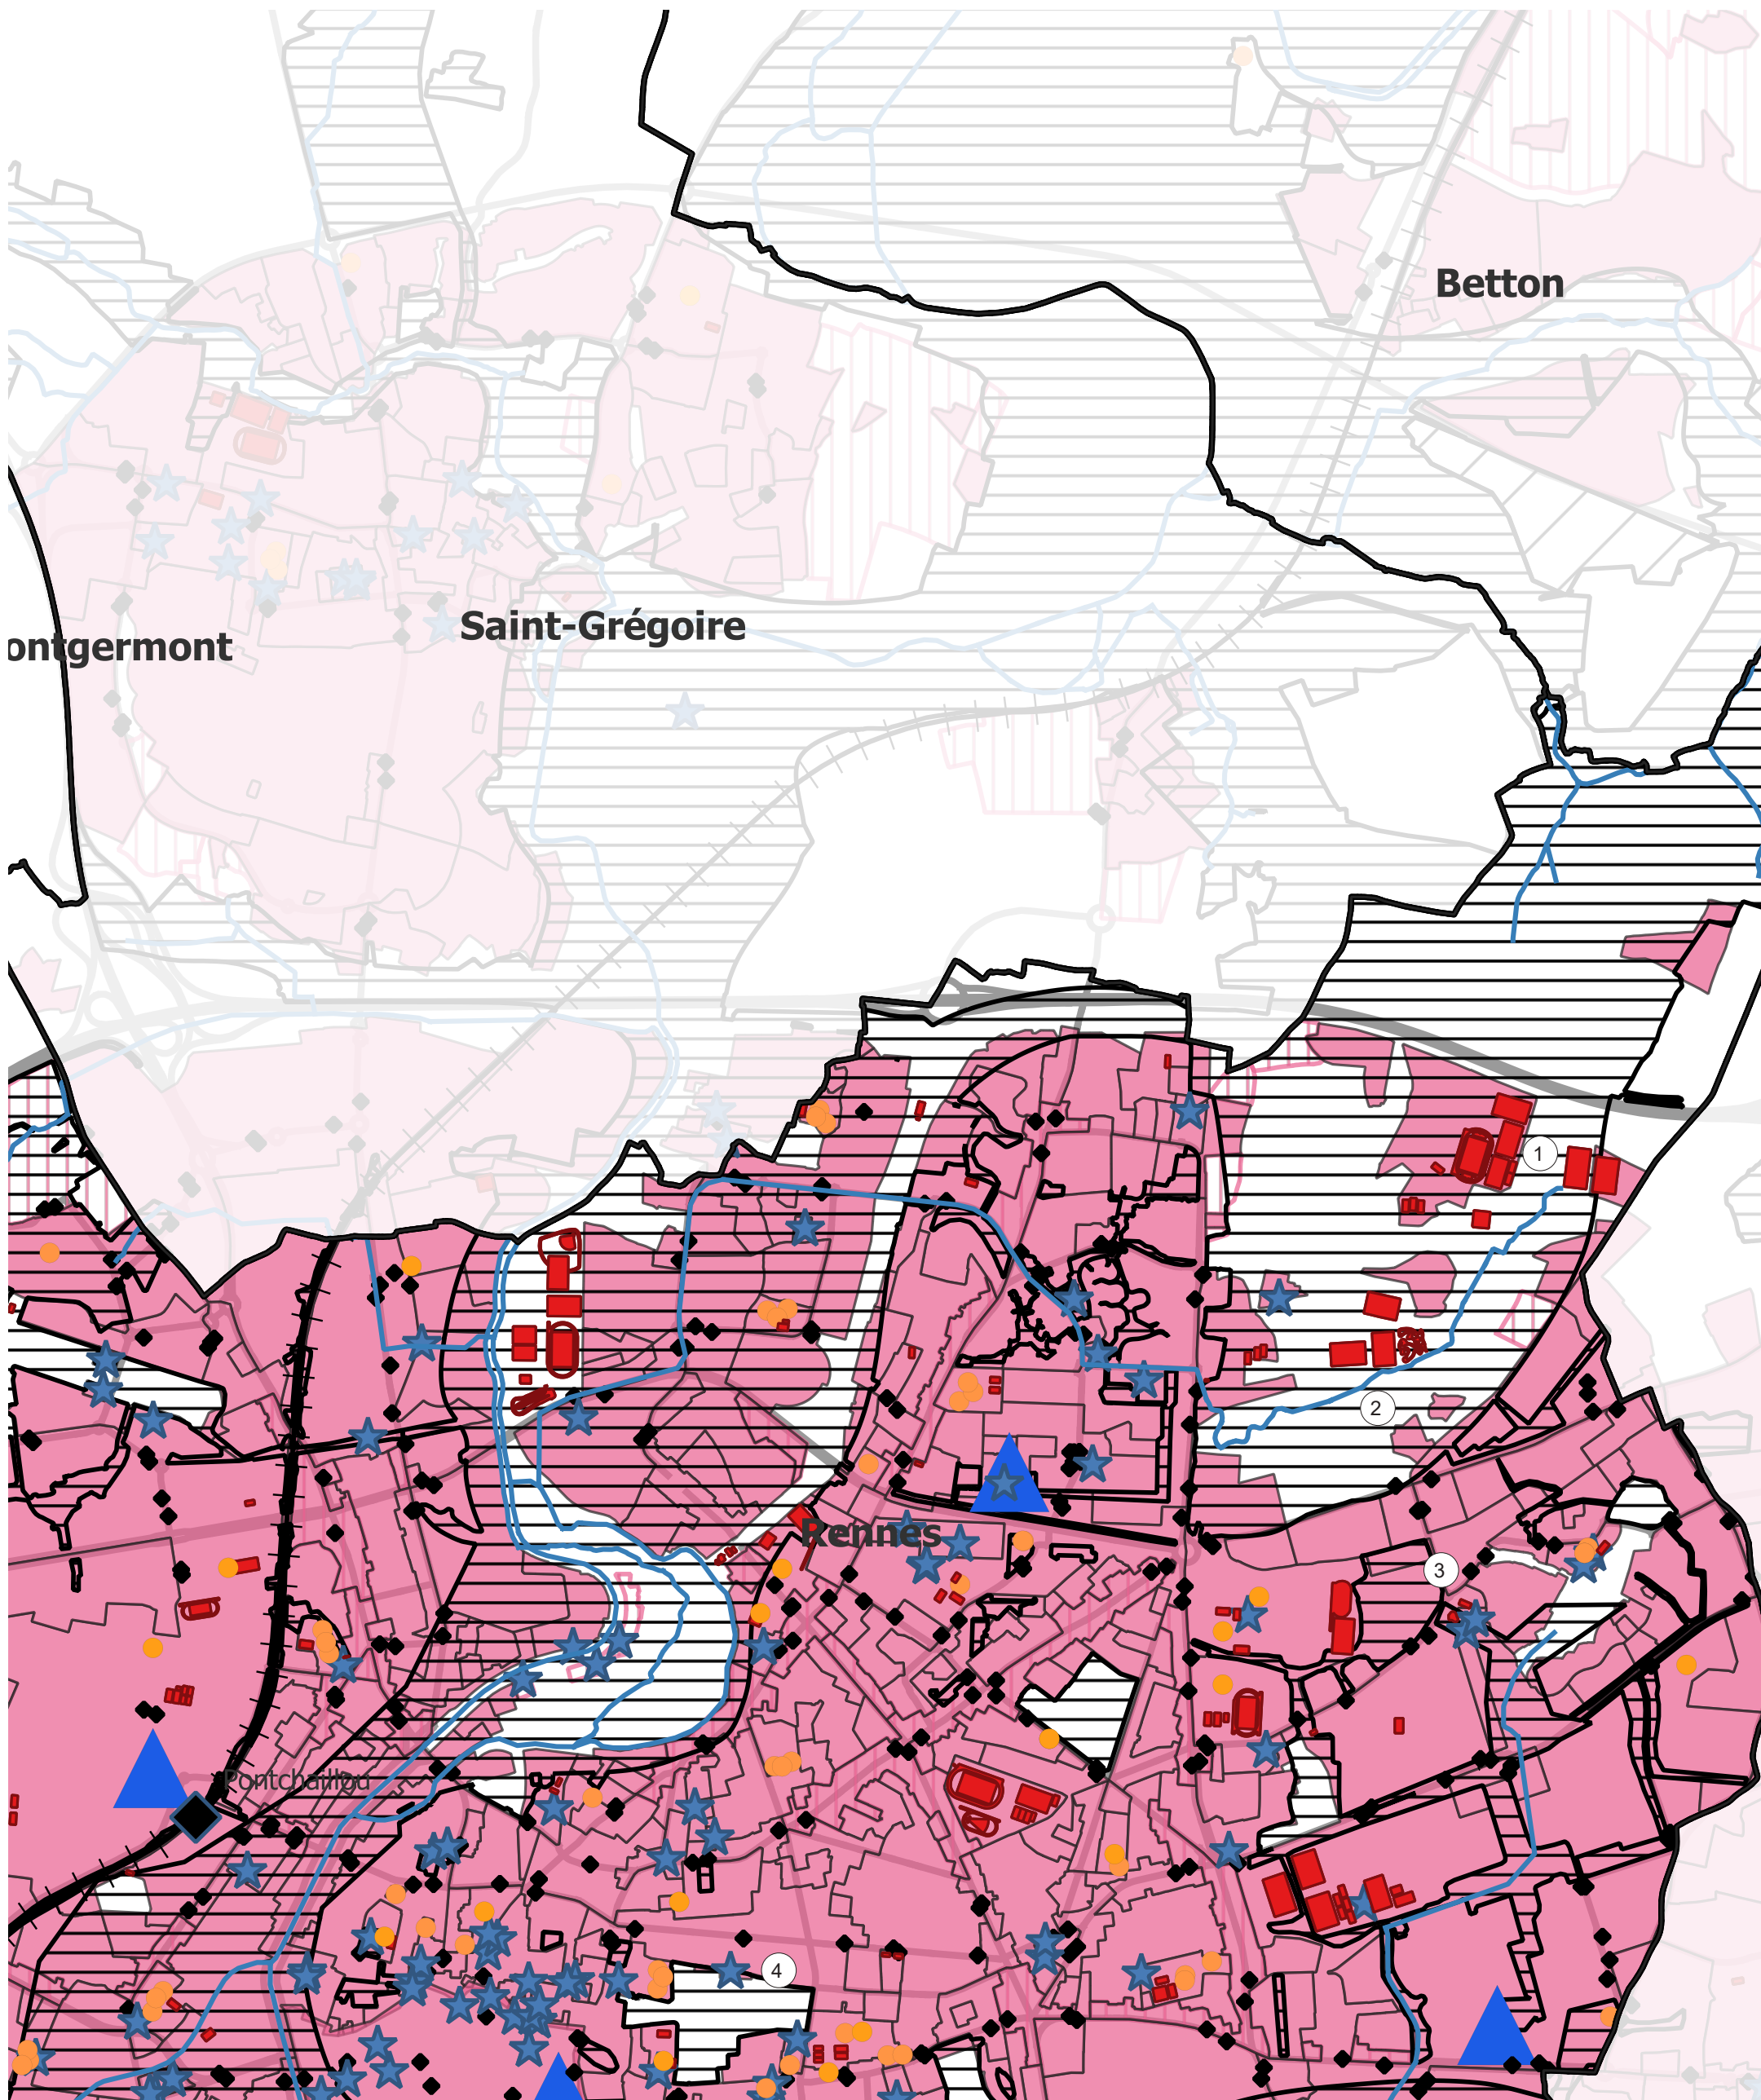 Betton
Saint-Grégoire
ontgermont
1
2
Rennes
3
Pontchaillou
4